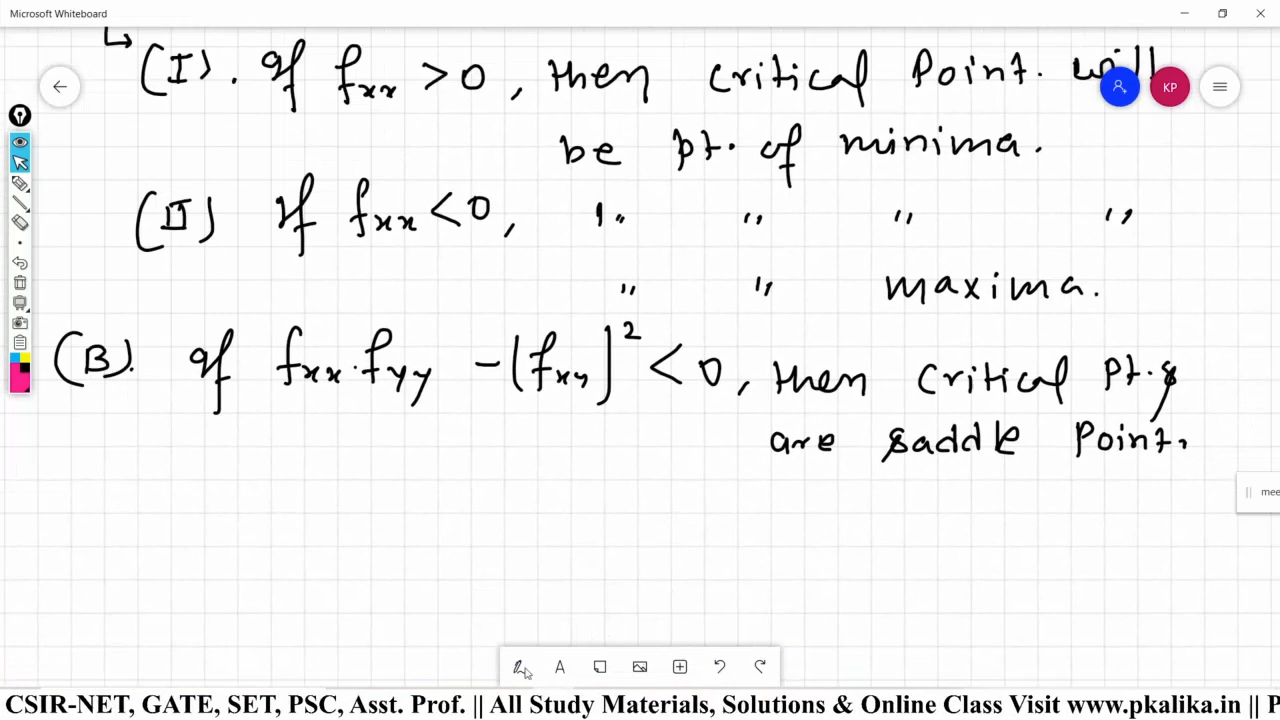 Microsoft Whiteboard
(I). If fxx > 0, then critical Point. will
be pt. of minima.
KP
(II) If fxx < 0, " " " "
" " maxima.
(B). If fxx.fyy - (fxy)² < 0, then critical pt.s
are saddle Point.
mee
A
CSIR-NET, GATE, SET, PSC, Asst. Prof. || All Study Materials, Solutions & Online Class Visit www.pkalika.in || P